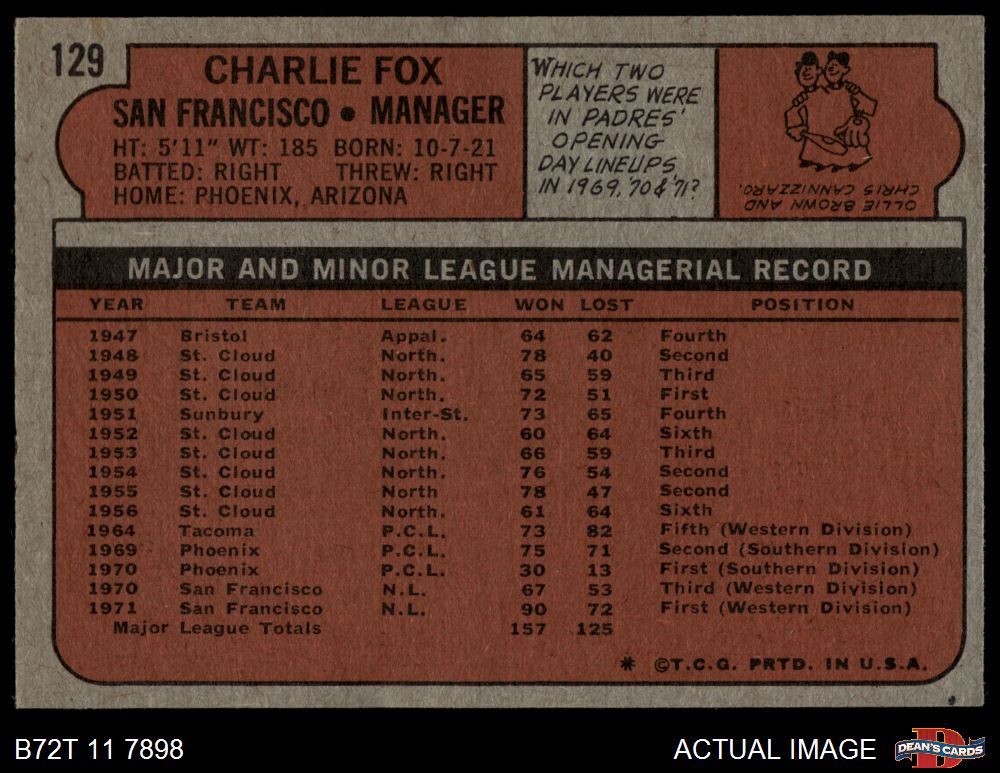 129
CHARLIE FOX
SAN FRANCISCO • MANAGER
HT: 5'11" WT: 185 BORN: 10-7-21
BATTED: RIGHT THREW: RIGHT
HOME: PHOENIX, ARIZONA
WHICH TWO
PLAYERS WERE
IN PADRES'
OPENING
DAY LINEUPS
IN 1969, '70 & '71?
OLLIE BROWN AND
CHRIS CANNIZZARO.
MAJOR AND MINOR LEAGUE MANAGERIAL RECORD
YEAR TEAM LEAGUE WON LOST POSITION
1947 Bristol Appal. 64 62 Fourth
1948 St. Cloud North. 78 40 Second
1949 St. Cloud North. 65 59 Third
1950 St. Cloud North. 72 51 First
1951 Sunbury Inter-St. 73 65 Fourth
1952 St. Cloud North. 60 64 Sixth
1953 St. Cloud North. 66 59 Third
1954 St. Cloud North. 76 54 Second
1955 St. Cloud North 78 47 Second
1956 St. Cloud North. 61 64 Sixth
1964 Tacoma P.C.L. 73 82 Fifth (Western Division)
1969 Phoenix P.C.L. 75 71 Second (Southern Division)
1970 Phoenix P.C.L. 30 13 First (Southern Division)
1970 San Francisco N.L. 67 53 Third (Western Division)
1971 San Francisco N.L. 90 72 First (Western Division)
Major League Totals 157 125
* ©T.C.G. PRTD. IN U.S.A.
B72T 11 7898
ACTUAL IMAGE
D
DEAN'S CARDS